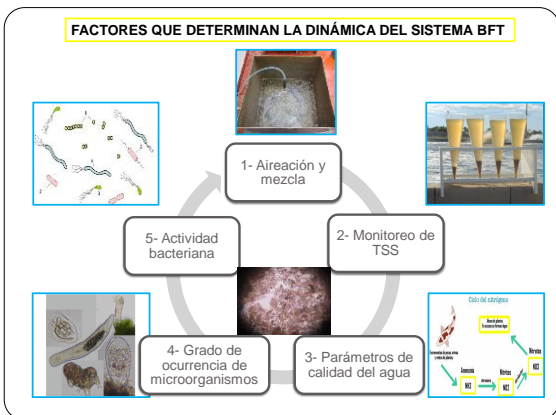 FACTORES QUE DETERMINAN LA DINÁMICA DEL SISTEMA BFT
1- Aireación y
mezcla
2- Monitoreo de
TSS
3- Parámetros de
calidad del agua
4- Grado de
ocurrencia de
microorganismos
5- Actividad
bacteriana
Ciclo del nitrógeno
Nitratos
NO3
Amonio
NH3
Nitritos
NO2